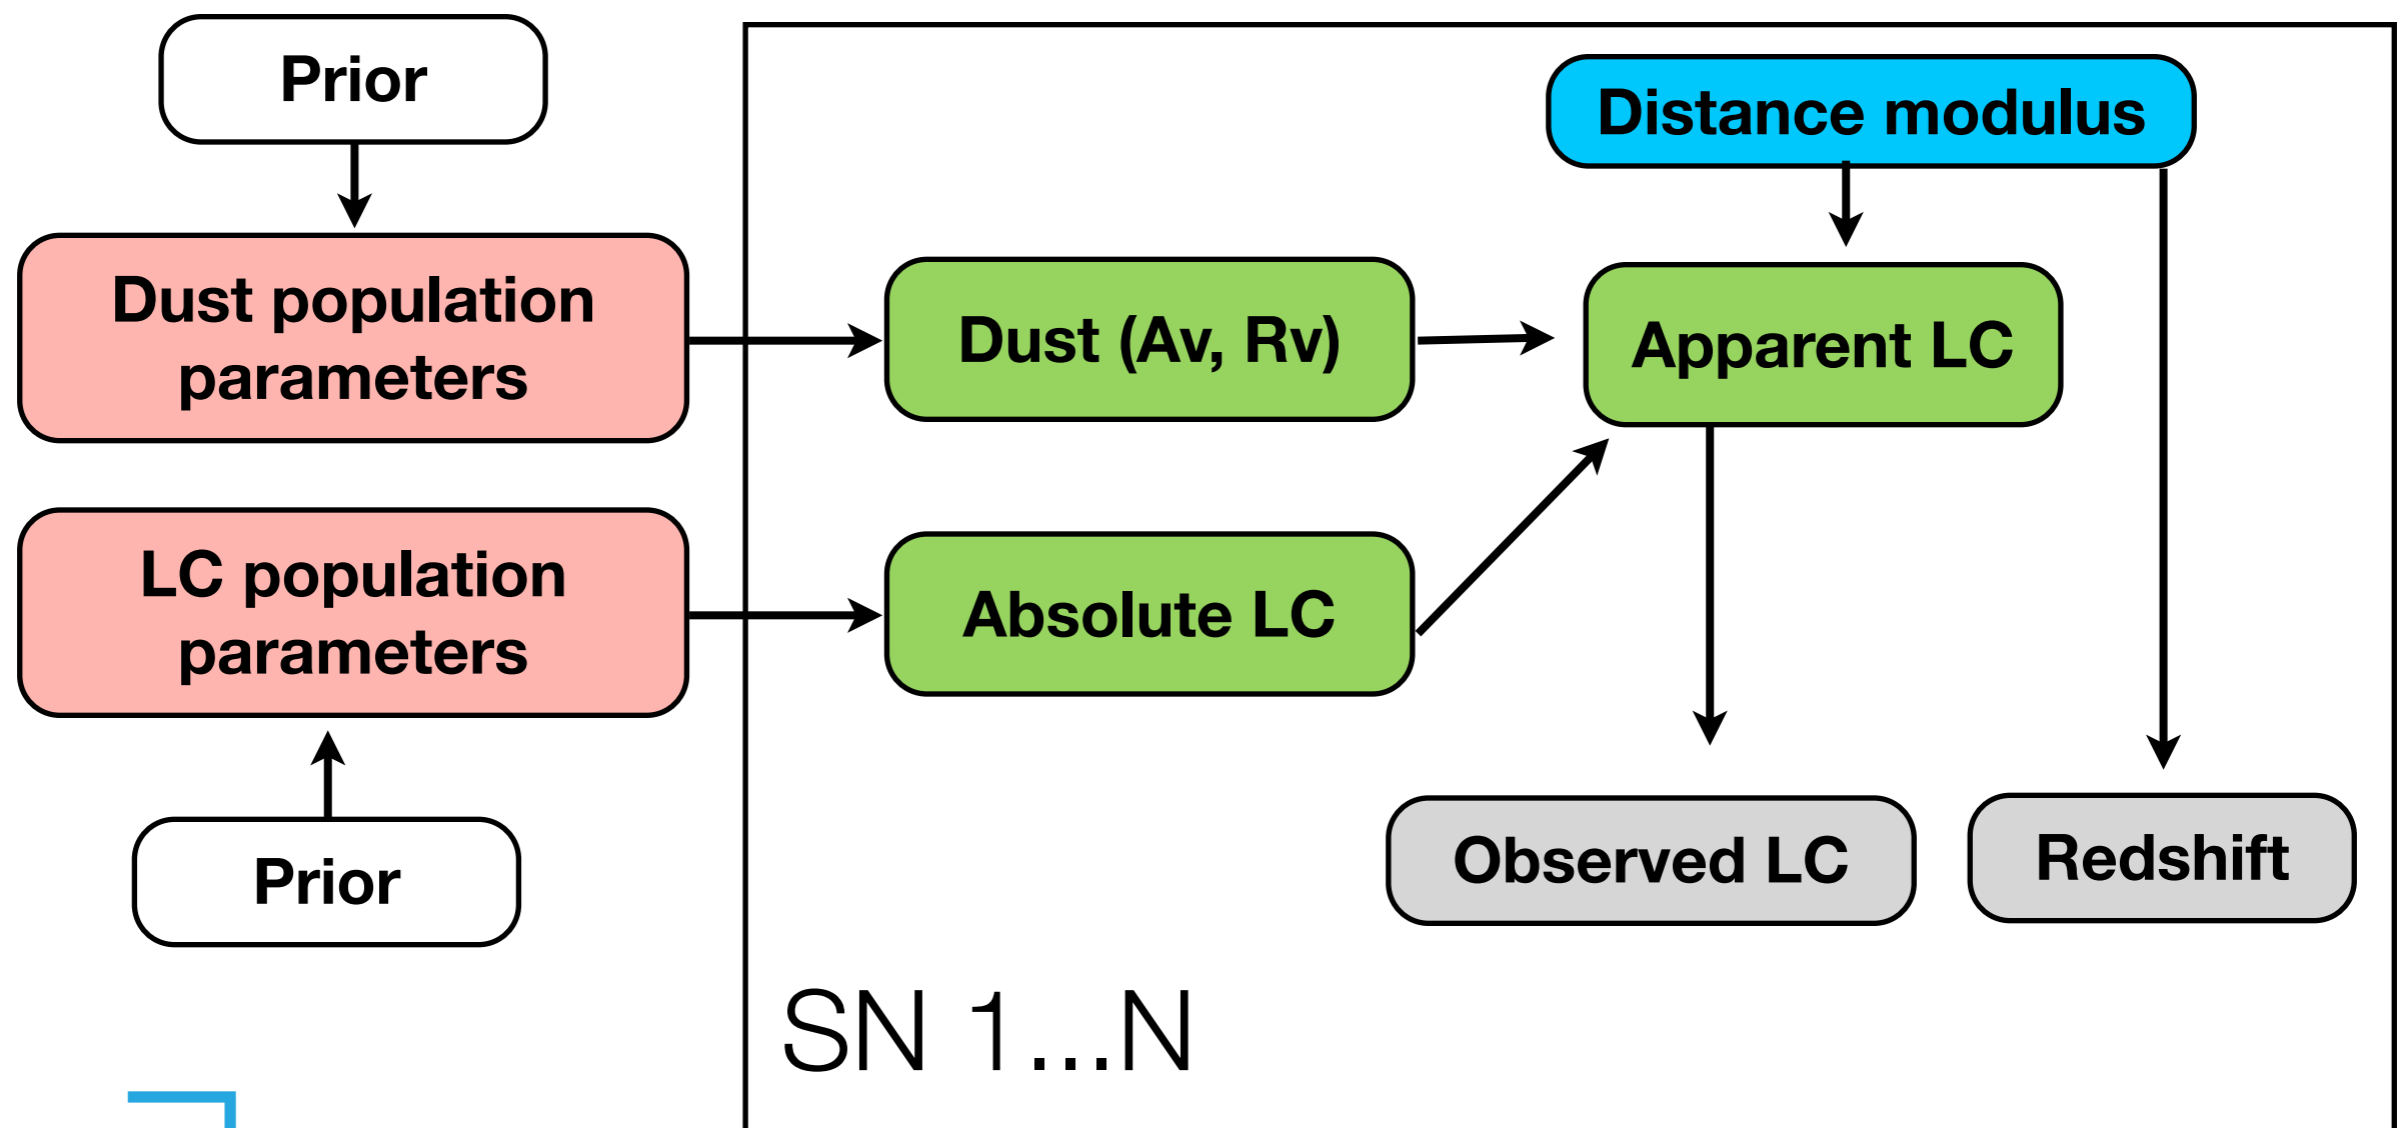 Prior
Distance modulus
Dust population
parameters
Dust (Av, Rv)
Apparent LC
LC population
parameters
Absolute LC
Prior
Observed LC
Redshift
SN 1...N